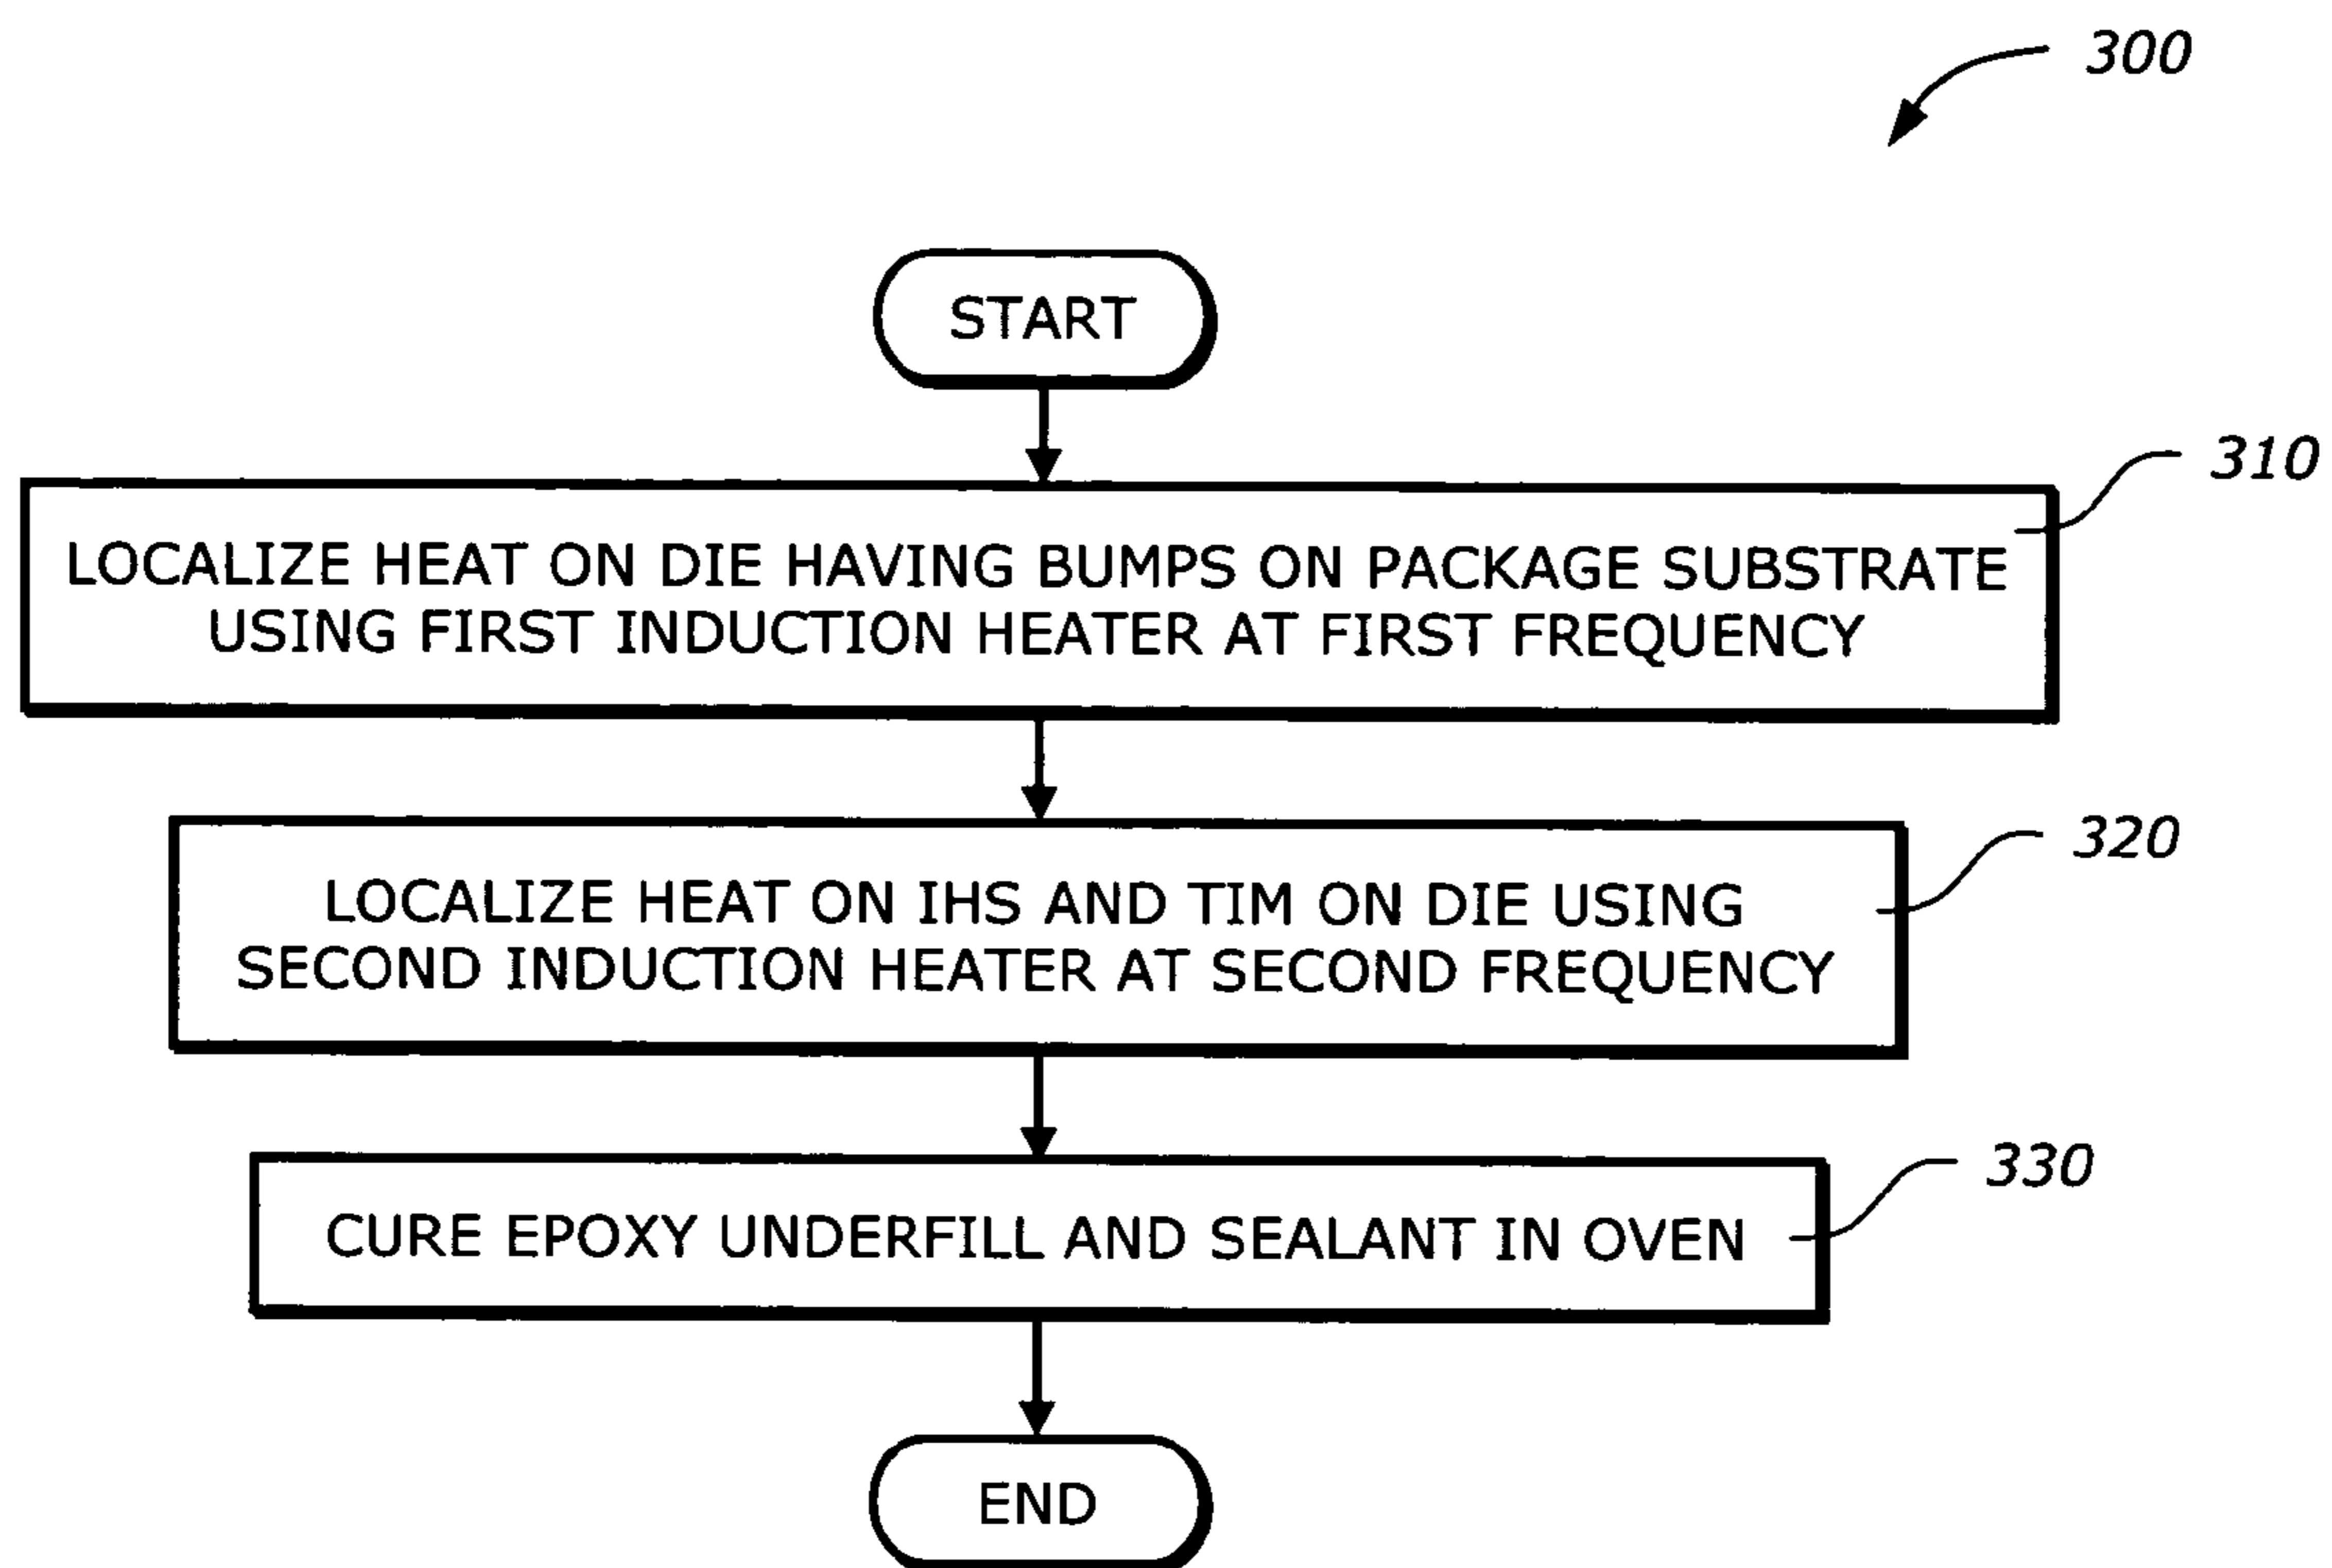 300
START
310
LOCALIZE HEAT ON DIE HAVING BUMPS ON PACKAGE SUBSTRATE
USING FIRST INDUCTION HEATER AT FIRST FREQUENCY
320
LOCALIZE HEAT ON IHS AND TIM ON DIE USING
SECOND INDUCTION HEATER AT SECOND FREQUENCY
330
CURE EPOXY UNDERFILL AND SEALANT IN OVEN
END